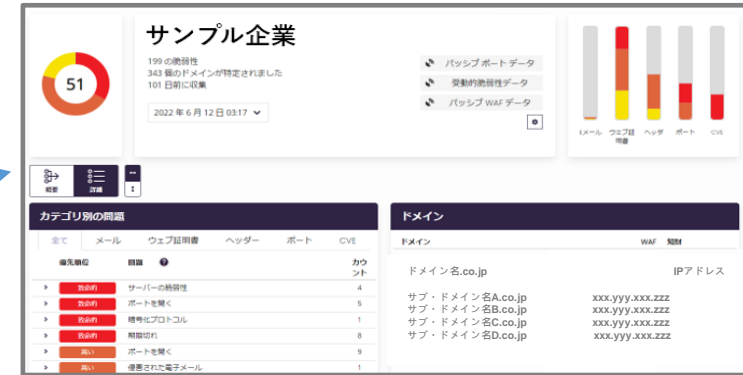 51
サンプル企業
199 の脆弱性
343 個のドメインが特定されました
101 日前に収集
2022 年 6 月 12 日 03:17
パッシブ ポート データ
受動的脆弱性データ
パッシブ WAF データ
Eメール
ウェブ証明書
ヘッダ
ポート
CVE
概要
詳細
カテゴリ別の問題
全て メール ウェブ証明書 ヘッダー ポート CVE
優先順位 問題 カウント
致命的 サーバーの脆弱性 4
致命的 ポートを開く 5
致命的 暗号化プロトコル 1
致命的 期限切れ 8
高い ポートを開く 9
高い 侵害された電子メール 1
ドメイン
ドメイン WAF
ドメイン名.co.jp IPアドレス
サブ・ドメイン名A.co.jp xxx.yyy.xxx.zzz
サブ・ドメイン名B.co.jp xxx.yyy.xxx.zzz
サブ・ドメイン名C.co.jp xxx.yyy.xxx.zzz
サブ・ドメイン名D.co.jp xxx.yyy.xxx.zzz